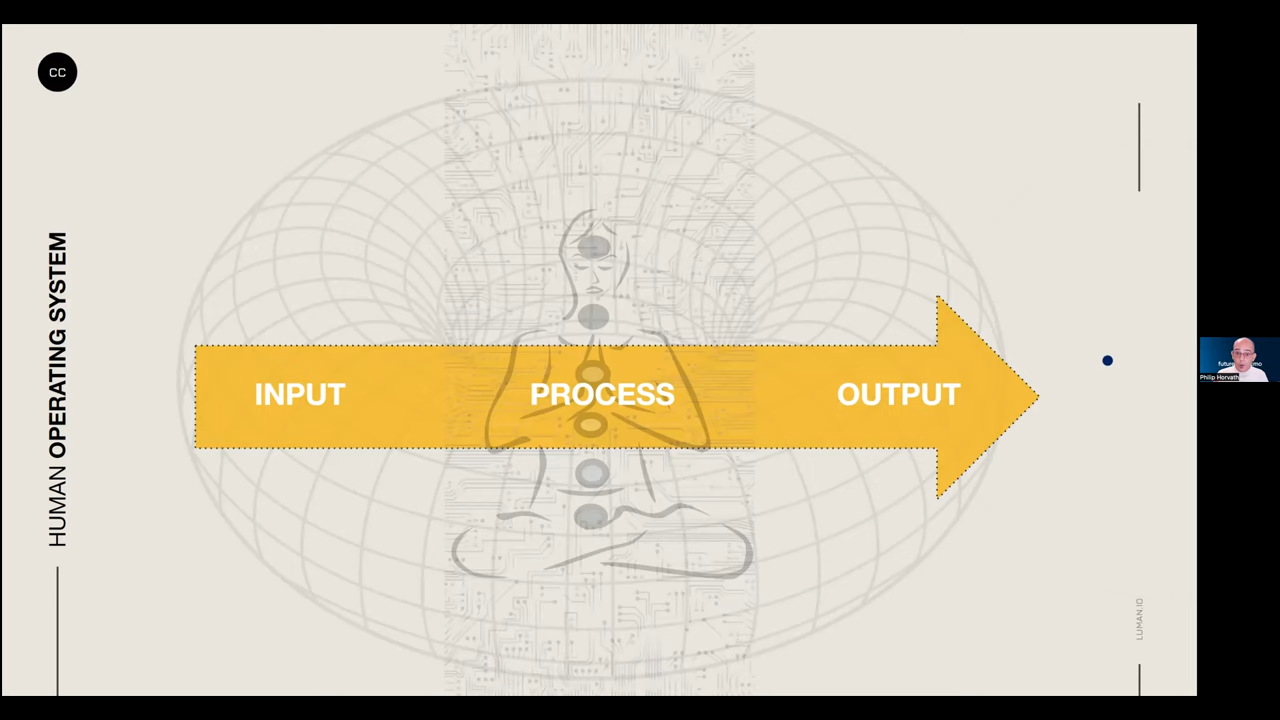 CC
HUMAN OPERATING SYSTEM
INPUT
PROCESS
OUTPUT
LUMAN.IO
Philip Horvath